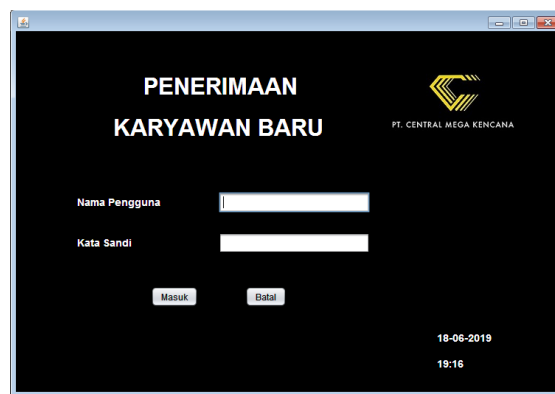 PENERIMAAN
KARYAWAN BARU
PT. CENTRAL MEGA KENCANA
Nama Pengguna
Kata Sandi
Masuk Batal
18-06-2019
19:16